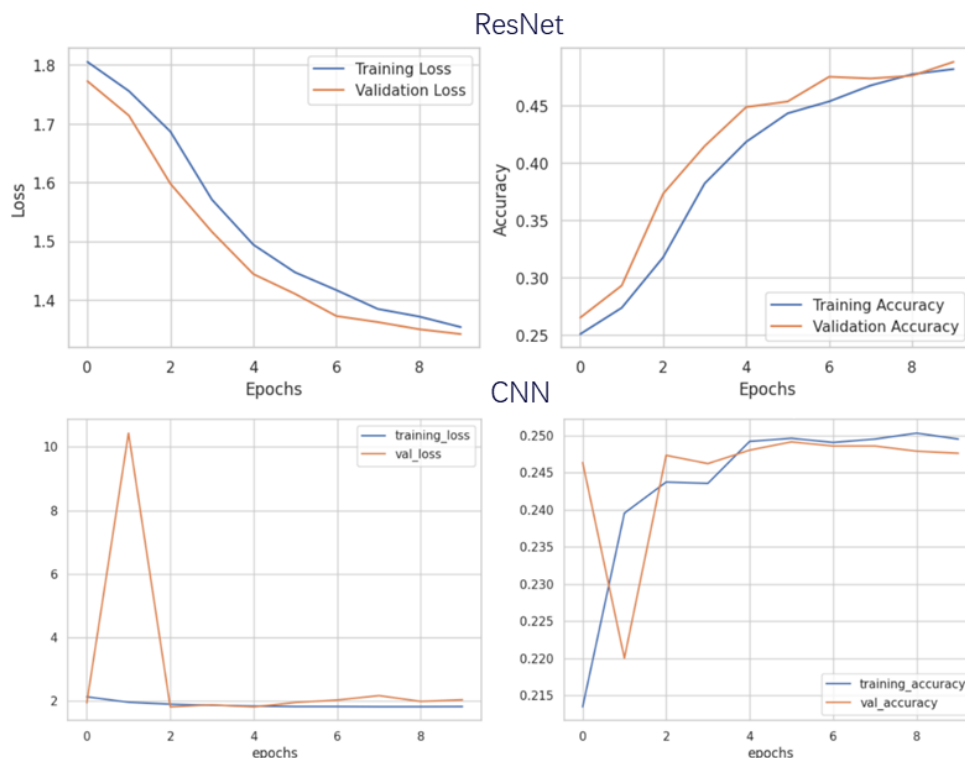 ResNet
1.8
1.7
1.6
1.5
1.4
Loss
Training Loss
Validation Loss
0 2 4 6 8
Epochs
0.45
0.40
0.35
0.30
0.25
Accuracy
Training Accuracy
Validation Accuracy
0 2 4 6 8
Epochs
CNN
10
8
6
4
2
training_loss
val_loss
0 2 4 6 8
epochs
0.250
0.245
0.240
0.235
0.230
0.225
0.220
0.215
training_accuracy
val_accuracy
0 2 4 6 8
epochs